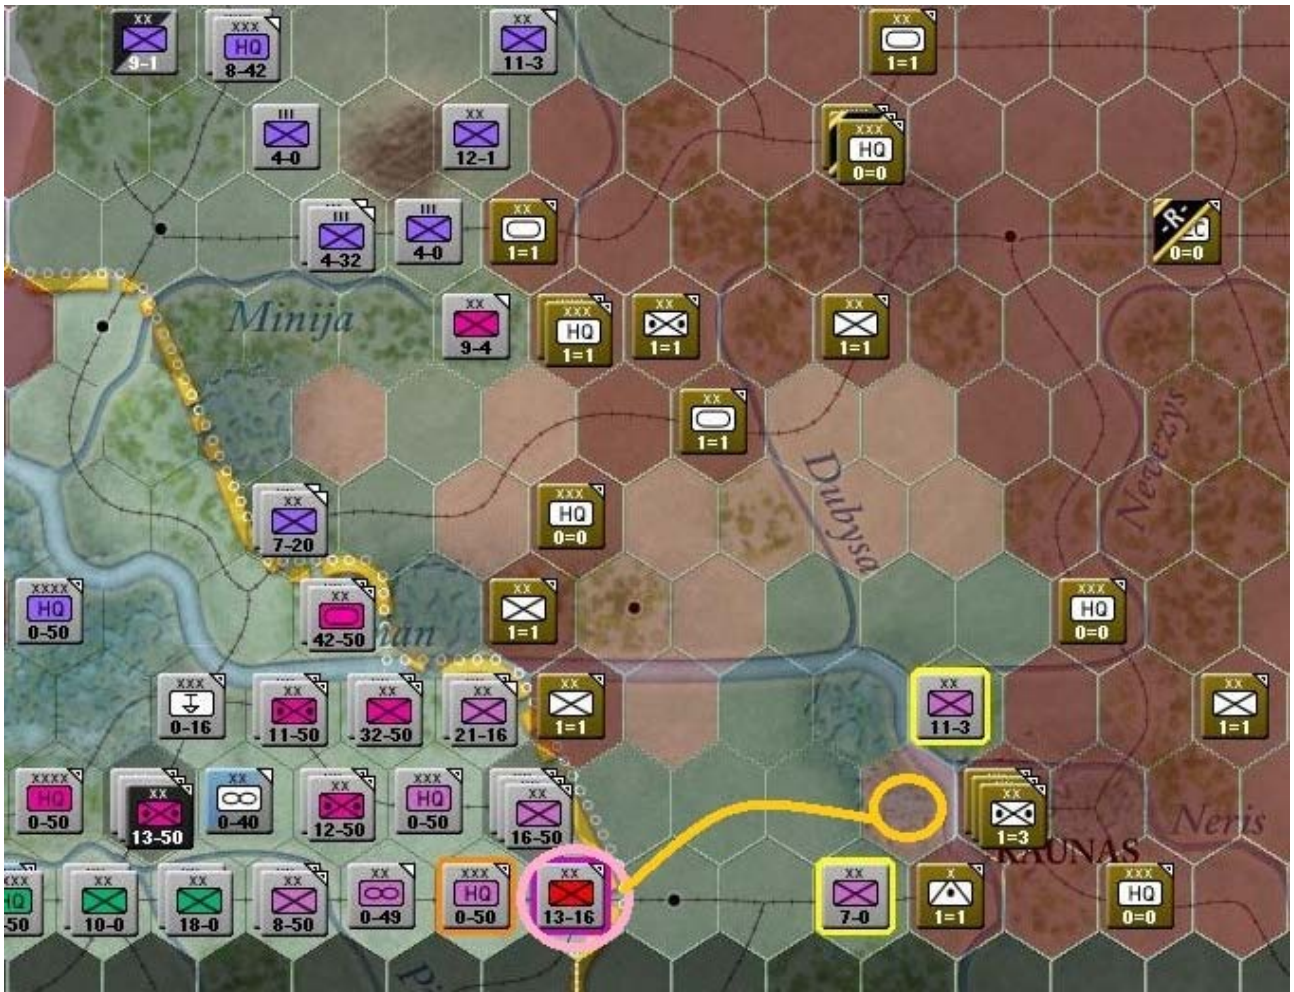 XX
9-1
XXX
HQ
8-42
XX
11-3
XX
1=1
III
4-0
XX
12-1
XXX
HQ
0=0
III
4-32
III
4-0
XX
1=1
-R-
0=0
Minija
XX
9-4
XXX
HQ
1=1
XX
1=1
XX
1=1
XX
1=1
Nevezys
Dubysa
XX
7-20
XXX
HQ
0=0
XXXX
HQ
0-50
XX
42-50
XX
1=1
XXX
HQ
0=0
XXX
0-16
XX
11-50
XX
32-50
XX
21-16
XX
1=1
XX
11-3
XX
1=1
XXXX
HQ
0-50
XX
13-50
XX
0-40
XX
12-50
XXX
HQ
0-50
XX
16-50
XX
1=3
Neris
KAUNAS
XXX
HQ
-50
XX
10-0
XX
18-0
XX
8-50
XX
0-49
XXX
HQ
0-50
XX
13-16
XX
7-0
X
1=1
XXX
HQ
0=0